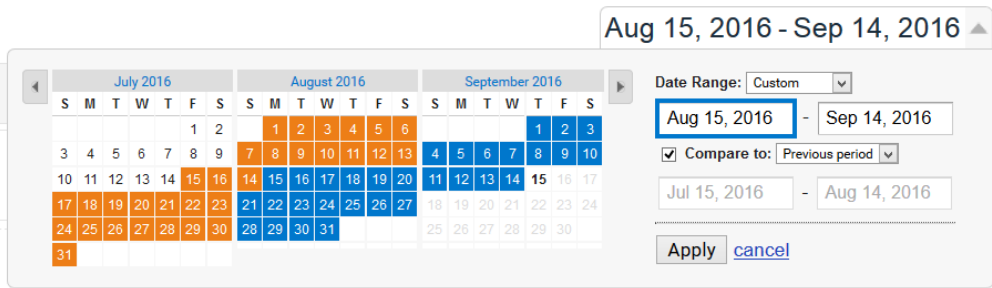 Aug 15, 2016 - Sep 14, 2016
July 2016 August 2016 September 2016
S M T W T F S S M T W T F S S M T W T F S
1 2 1 2 3 4 5 6 1 2 3
3 4 5 6 7 8 9 7 8 9 10 11 12 13 4 5 6 7 8 9 10
10 11 12 13 14 15 16 14 15 16 17 18 19 20 11 12 13 14 15 16 17
17 18 19 20 21 22 23 21 22 23 24 25 26 27 18 19 20 21 22 23 24
24 25 26 27 28 29 30 28 29 30 31 25 26 27 28 29 30
31
Date Range: Custom
Aug 15, 2016 - Sep 14, 2016
Compare to: Previous period
Jul 15, 2016 - Aug 14, 2016
Apply cancel